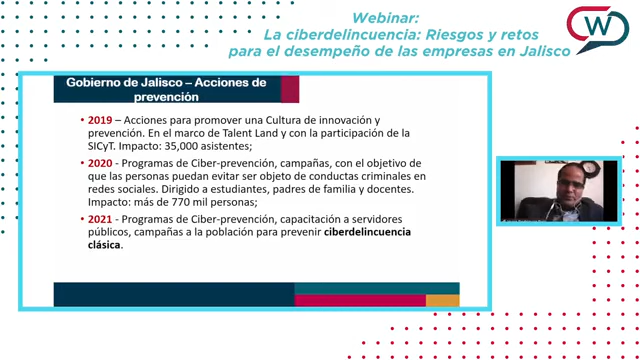 Webinar:
La ciberdelincuencia: Riesgos y retos
para el desempeño de las empresas en Jalisco
W
Gobierno de Jalisco – Acciones de
prevención
• 2019 – Acciones para promover una Cultura de innovación y
prevención. En el marco de Talent Land y con la participación de la
SICyT. Impacto: 35,000 asistentes;
• 2020 - Programas de Ciber-prevención, campañas, con el objetivo de
que las personas puedan evitar ser objeto de conductas criminales en
redes sociales. Dirigido a estudiantes, padres de familia y docentes.
Impacto: más de 770 mil personas;
• 2021 - Programas de Ciber-prevención, capacitación a servidores
públicos, campañas a la población para prevenir ciberdelincuencia
clásica.